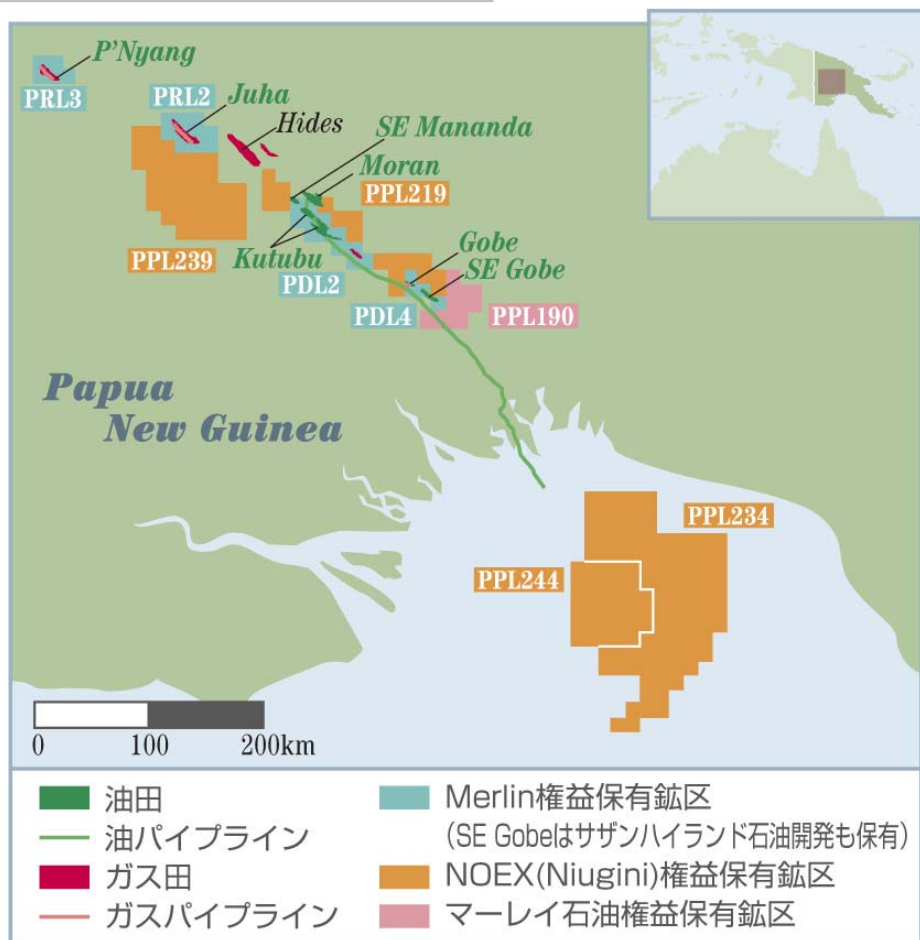 P'Nyang
PRL3
PRL2
Juha
Hides
SE Mananda
Moran
PPL219
PPL239
Kutubu
PDL2
Gobe
SE Gobe
PDL4
PPL190
Papua
New Guinea
PPL234
PPL244
0 100 200km
油田
油パイプライン
ガス田
ガスパイプライン
Merlin権益保有鉱区
(SE Gobeはサザンハイランド石油開発も保有)
NOEX(Niugini)権益保有鉱区
マーレイ石油権益保有鉱区